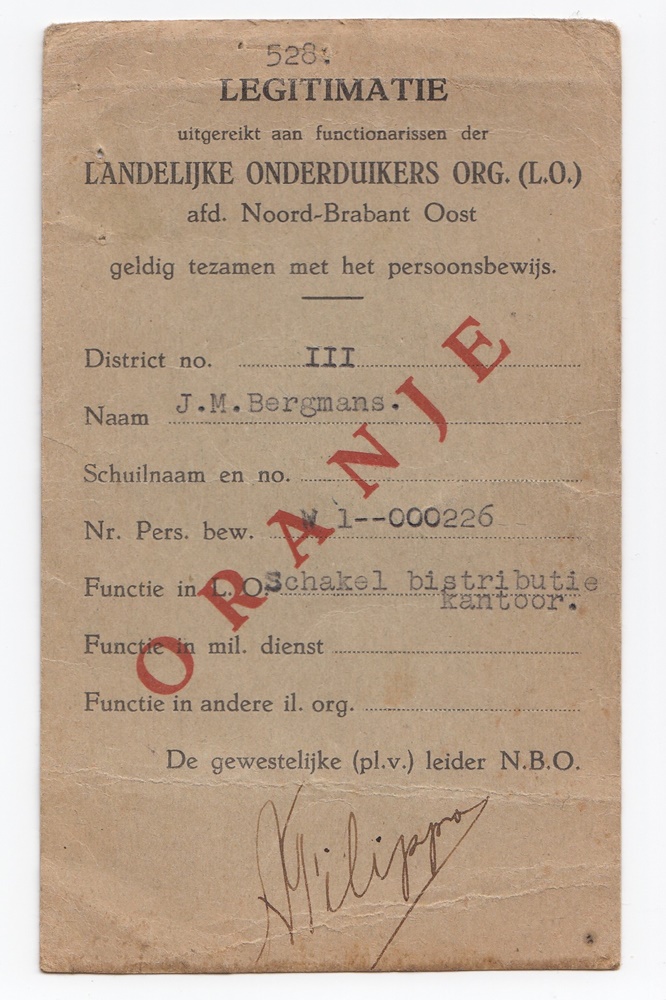 528.
LEGITIMATIE
uitgereikt aan functionarissen der
LANDELIJKE ONDERDUIKERS ORG. (L.O.)
afd. Noord-Brabant Oost
geldig tezamen met het persoonsbewijs.
District no. III
Naam J.M.Bergmans.
Schuilnaam en no.
Nr. Pers. bew. W 1--000226
Functie in L.O. Schakel bistributie
kantoor.
Functie in mil. dienst
Functie in andere il. org.
De gewestelijke (pl.v.) leider N.B.O.
ORANJE